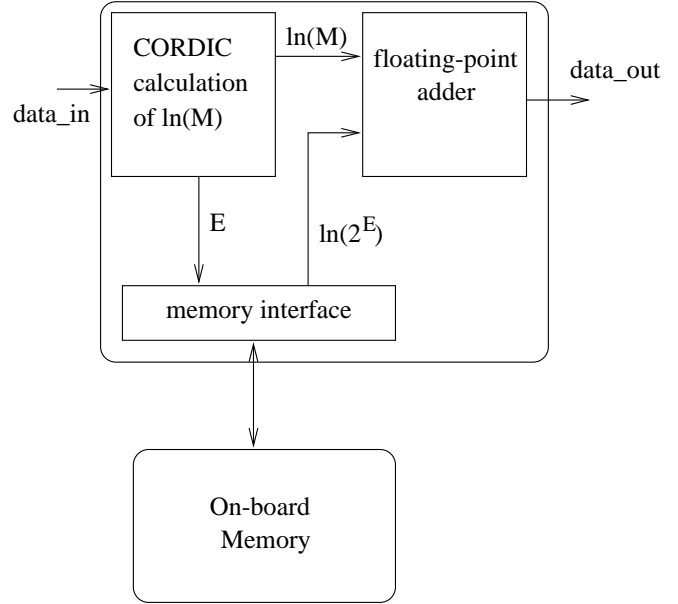 CORDIC
calculation
of ln(M)
ln(M)
floating-point
adder
data_out
data_in
E
ln(2^E)
memory interface
On-board
Memory